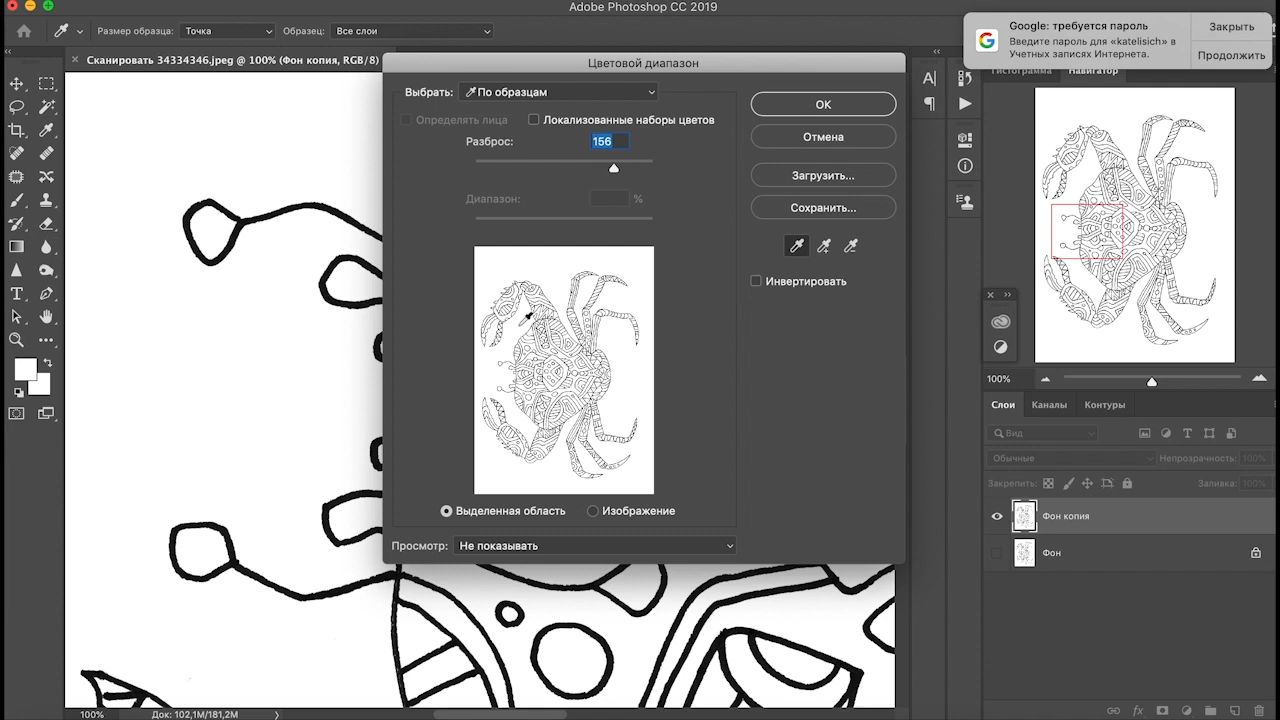 Adobe Photoshop CC 2019
Размер образца: Точка
Образец: Все слои
Google: требуется пароль
Введите пароль для «katelisich» в
Учетных записях Интернета.
Закрыть
Продолжить
Сканировать 34334346.jpeg @ 100% (Фон копия, RGB/8)
Цветовой диапазон
Гистограмма
Навигатор
Выбрать: По образцам
Определять лица
Локализованные наборы цветов
Разброс: 156
Диапазон: %
OK
Отмена
Загрузить...
Сохранить...
Инвертировать
Выделенная область
Изображение
Просмотр: Не показывать
100%
Слои
Каналы
Контуры
Вид
Обычные
Непрозрачность: 100%
Закрепить:
Заливка: 100%
Фон копия
Фон
100%
Док: 102,1M/181,2M